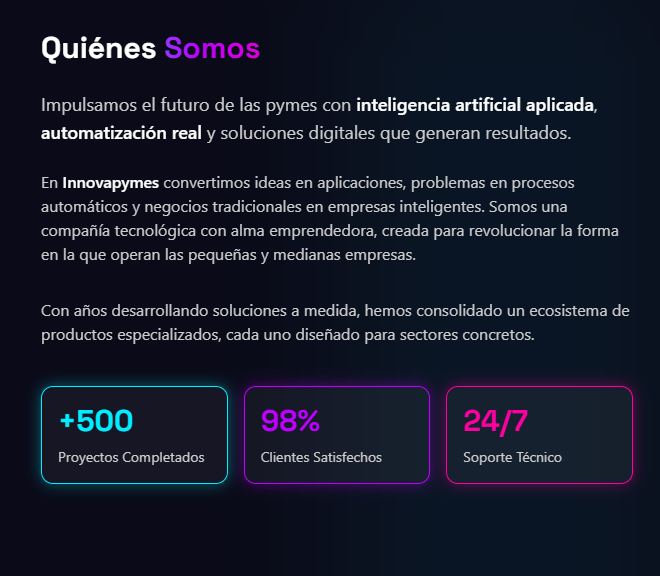 Quiénes Somos
Impulsamos el futuro de las pymes con inteligencia artificial aplicada,
automatización real y soluciones digitales que generan resultados.
En Innovapymes convertimos ideas en aplicaciones, problemas en procesos
automáticos y negocios tradicionales en empresas inteligentes. Somos una
compañía tecnológica con alma emprendedora, creada para revolucionar la forma
en la que operan las pequeñas y medianas empresas.
Con años desarrollando soluciones a medida, hemos consolidado un ecosistema de
productos especializados, cada uno diseñado para sectores concretos.
+500
Proyectos Completados
98%
Clientes Satisfechos
24/7
Soporte Técnico